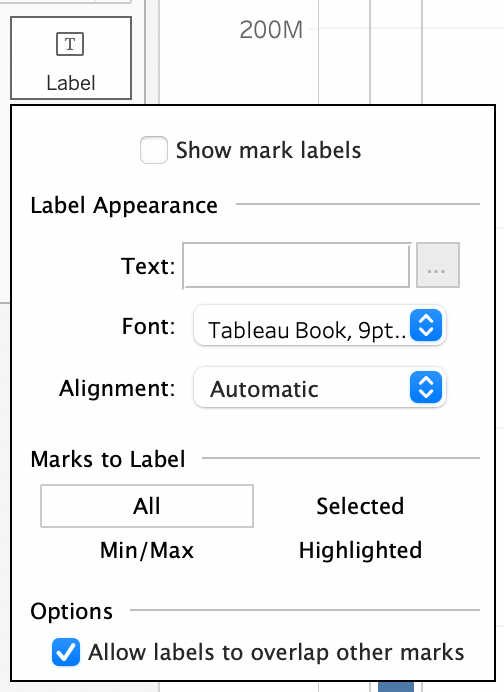 200M
T
Label
Show mark labels
Label Appearance
Text:
...
Font: Tableau Book, 9pt..
Alignment: Automatic
Marks to Label
All Selected
Min/Max Highlighted
Options
Allow labels to overlap other marks